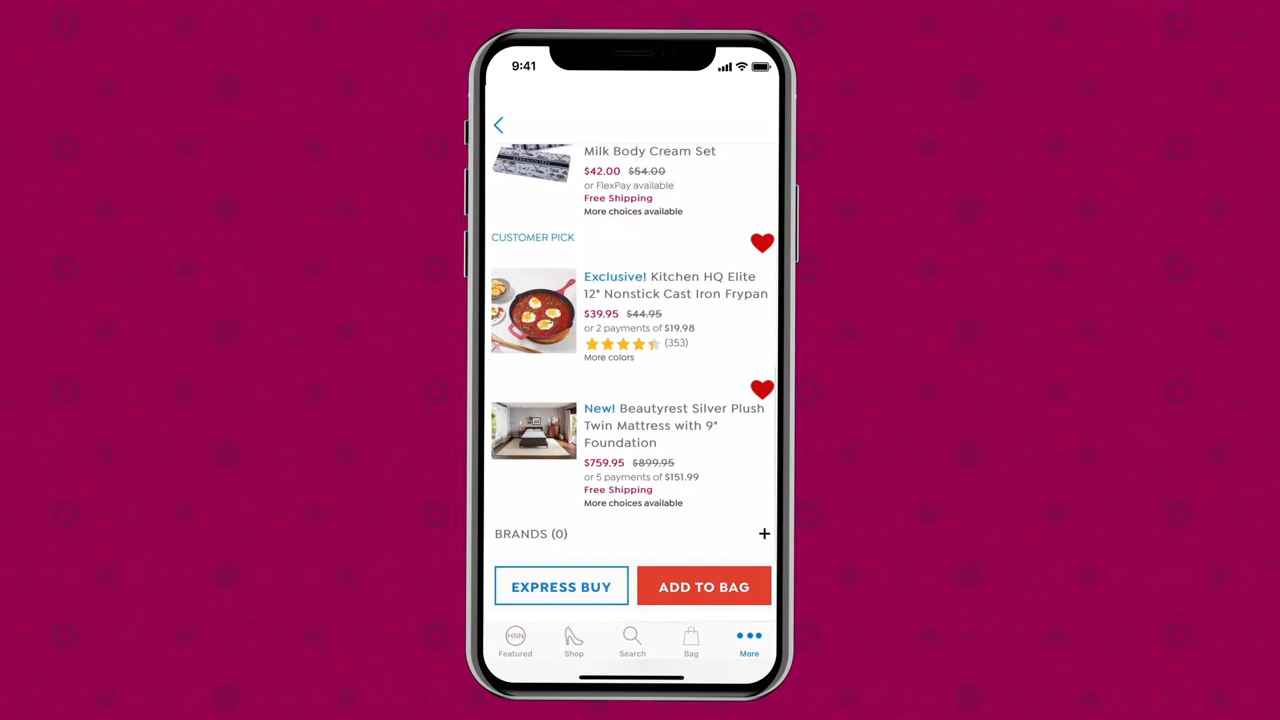 9:41
Milk Body Cream Set
$42.00 $54.00
or FlexPay available
Free Shipping
More choices available
CUSTOMER PICK
Exclusive! Kitchen HQ Elite
12" Nonstick Cast Iron Frypan
$39.95 $44.95
or 2 payments of $19.98
(353)
More colors
New! Beautyrest Silver Plush
Twin Mattress with 9"
Foundation
$759.95 $899.95
or 5 payments of $151.99
Free Shipping
More choices available
BRANDS (0) +
EXPRESS BUY ADD TO BAG
HSN
Featured Shop Search Bag More